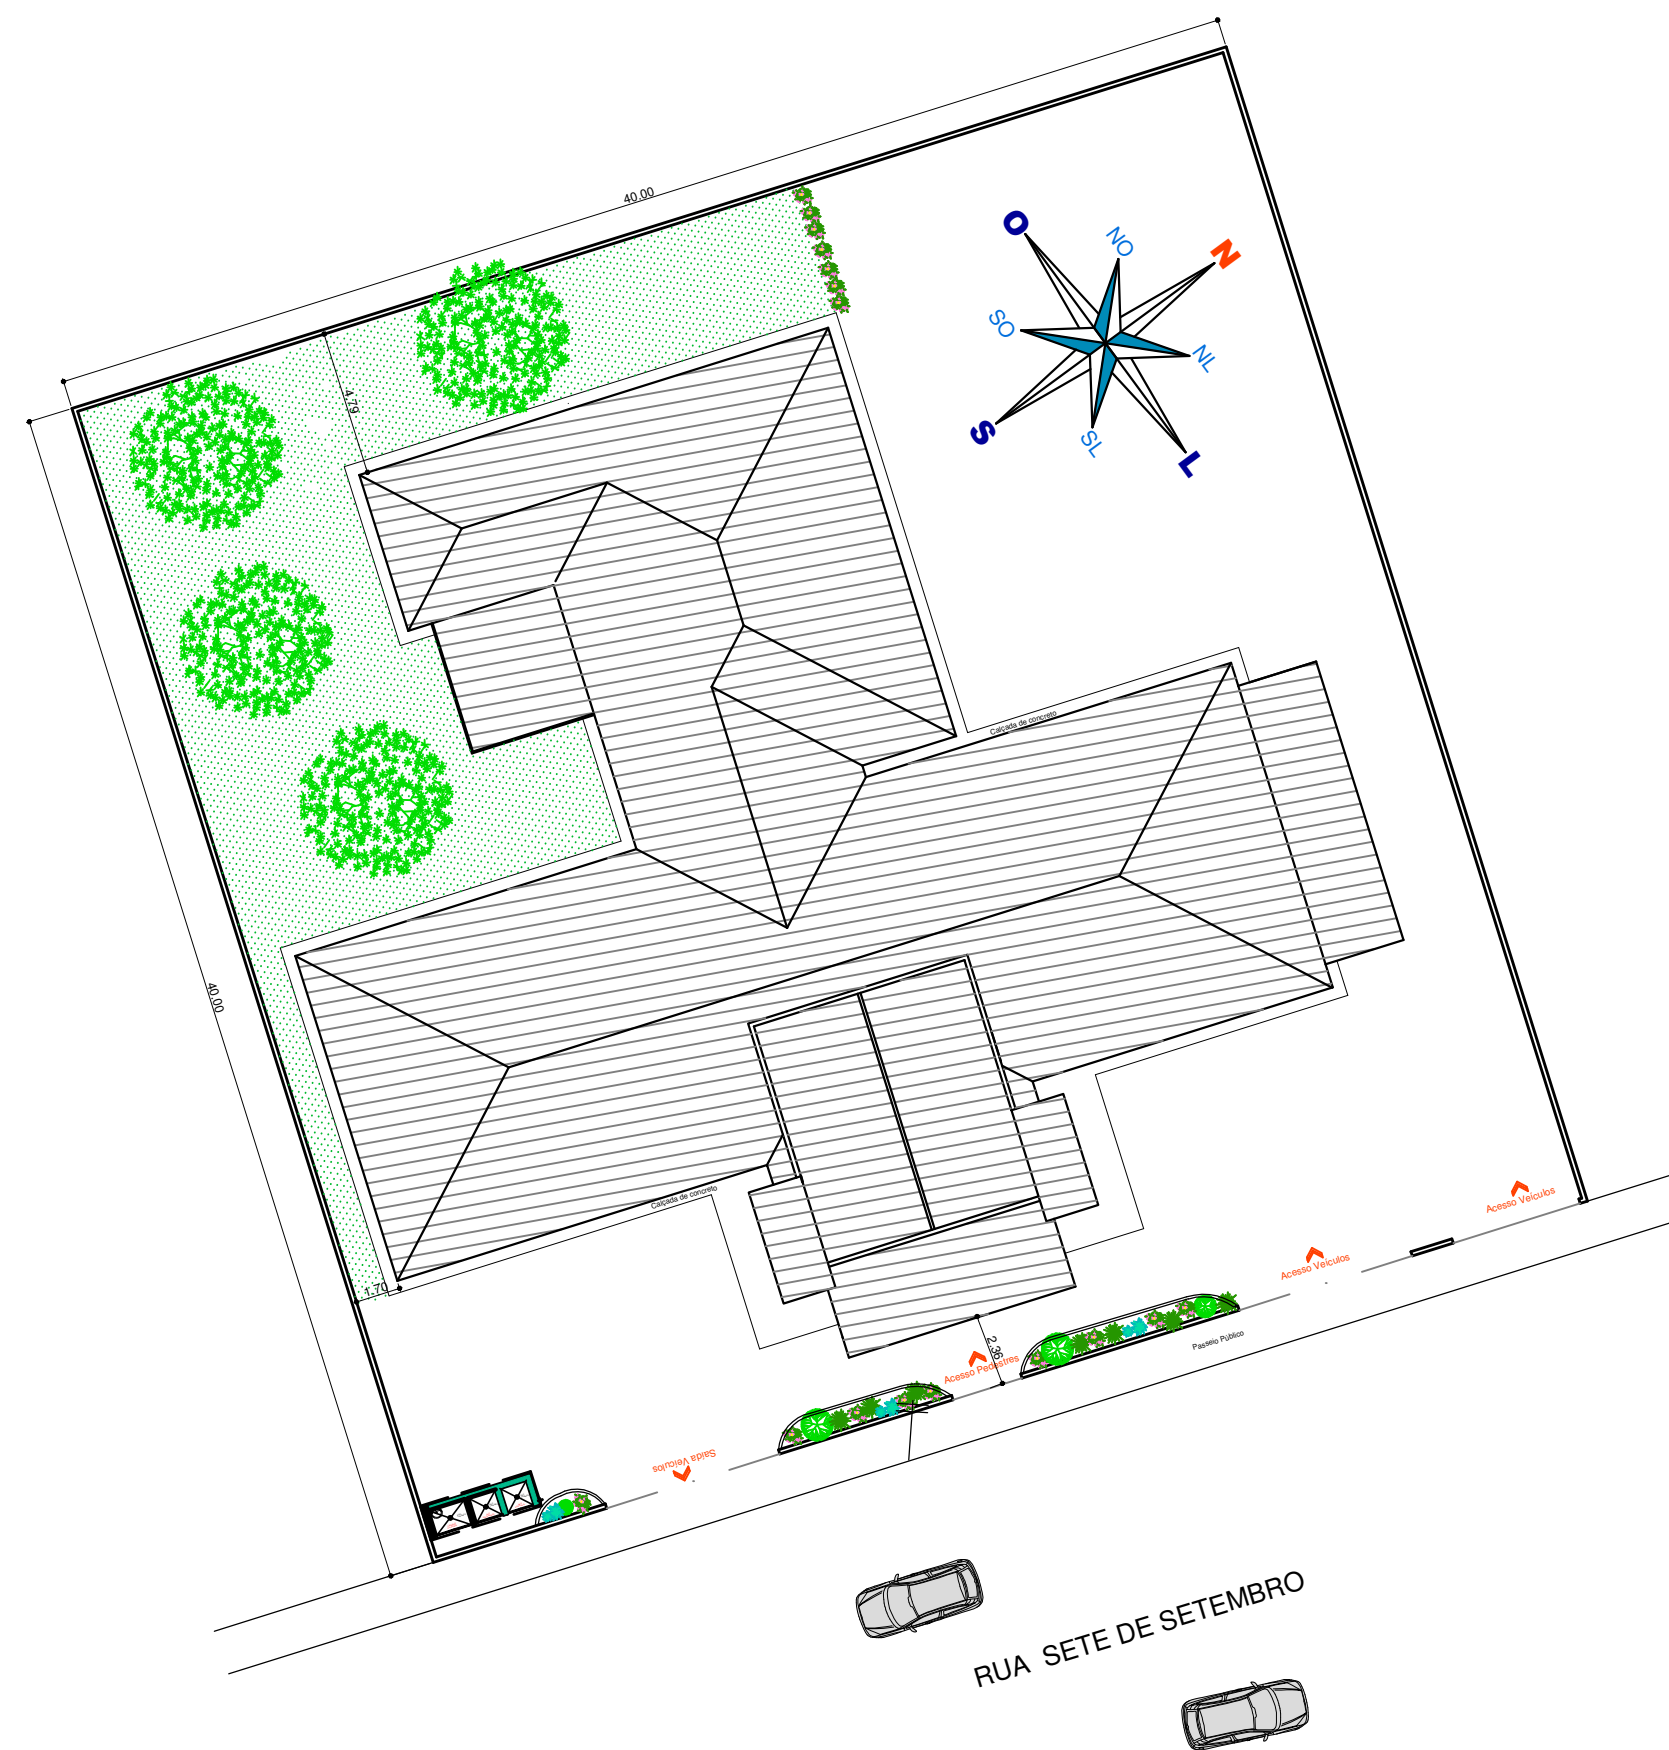 40.00
O
NO
N
SO
NL
S
SL
L
4.79
Calçada de concreto
40.00
Calçada de concreto
Acesso Veículos
Acesso Veículos
1.70
2.36
Passeio Público
Acesso Pedestres
Saida Veículos
RUA SETE DE SETEMBRO